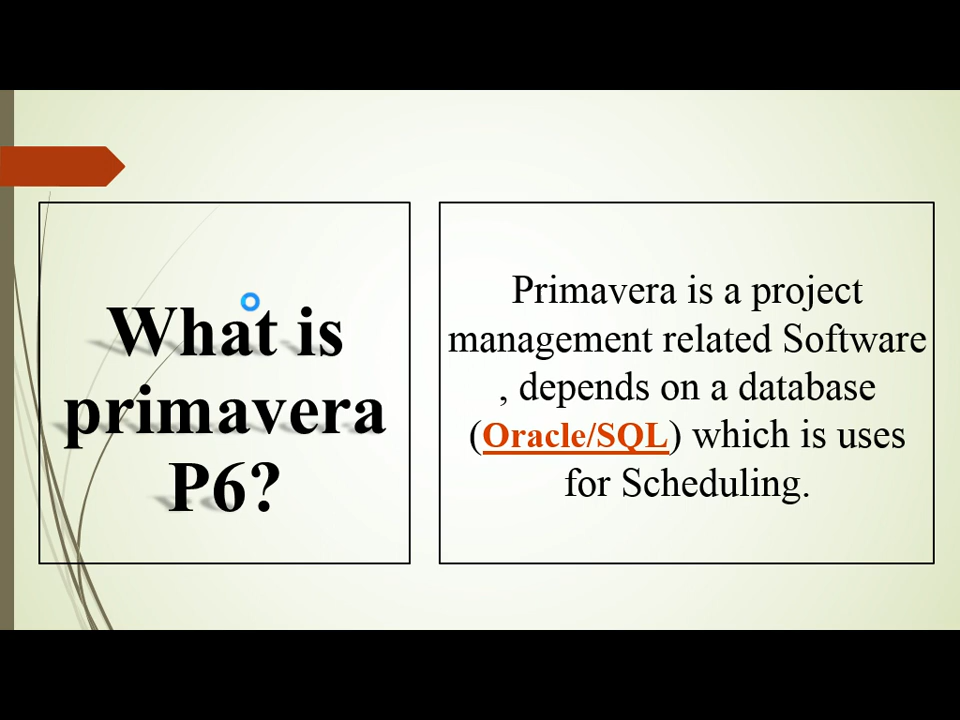 What is
primavera
P6?
Primavera is a project
management related Software
, depends on a database
(Oracle/SQL) which is uses
for Scheduling.